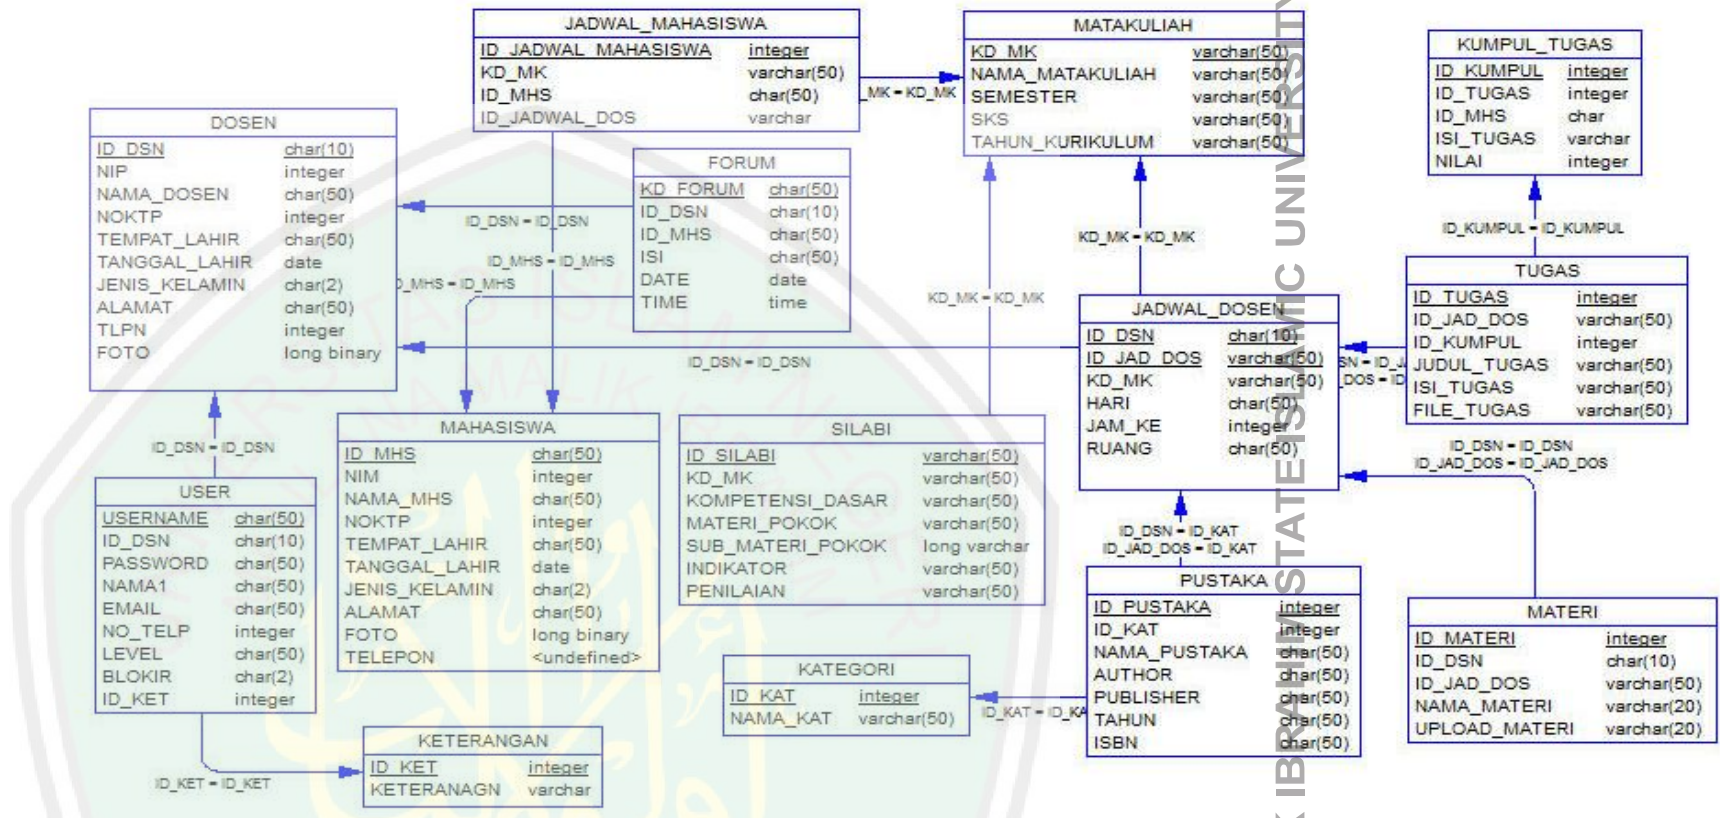 JADWAL_MAHASISWA
ID_JADWAL_MAHASISWA integer
KD_MK varchar(50)
ID_MHS char(50)
ID_JADWAL_DOS varchar
_MK = KD_MK
MATAKULIAH
KD_MK varchar(50)
NAMA_MATAKULIAH varchar(50)
SEMESTER varchar(50)
SKS varchar(50)
TAHUN_KURIKULUM varchar(50)
KUMPUL_TUGAS
ID_KUMPUL integer
ID_TUGAS integer
ID_MHS char
ISI_TUGAS varchar
NILAI integer
DOSEN
ID_DSN char(10)
NIP integer
NAMA_DOSEN char(50)
NOKTP integer
TEMPAT_LAHIR char(50)
TANGGAL_LAHIR date
JENIS_KELAMIN char(2)
ALAMAT char(50)
TLPN integer
FOTO long binary
FORUM
KD_FORUM char(50)
ID_DSN char(10)
ID_MHS char(50)
ISI char(50)
DATE date
TIME time
ID_DSN = ID_DSN
ID_MHS = ID_MHS
D_MHS = ID_MHS
KD_MK = KD_MK
KD_MK = KD_MK
ID_KUMPUL = ID_KUMPUL
TUGAS
ID_TUGAS integer
ID_JAD_DOS varchar(50)
ID_KUMPUL integer
JUDUL_TUGAS varchar(50)
ISI_TUGAS varchar(50)
FILE_TUGAS varchar(50)
JADWAL_DOSEN
ID_DSN char(10)
ID_JAD_DOS varchar(50)
KD_MK varchar(50)
HARI char(50)
JAM_KE integer
RUANG char(50)
SN = ID_J
DOS = ID
ID_DSN = ID_DSN
ID_DSN = ID_DSN
MAHASISWA
ID_MHS char(50)
NIM integer
NAMA_MHS char(50)
NOKTP integer
TEMPAT_LAHIR char(50)
TANGGAL_LAHIR date
JENIS_KELAMIN char(2)
ALAMAT char(50)
FOTO long binary
TELEPON <undefined>
SILABI
ID_SILABI varchar(50)
KD_MK varchar(50)
KOMPETENSI_DASAR varchar(50)
MATERI_POKOK varchar(50)
SUB_MATERI_POKOK long varchar
INDIKATOR varchar(50)
PENILAIAN varchar(50)
ID_DSN = ID_DSN
ID_JAD_DOS = ID_JAD_DOS
USER
USERNAME char(50)
ID_DSN char(10)
PASSWORD char(50)
NAMA1 char(50)
EMAIL char(50)
NO_TELP integer
LEVEL char(50)
BLOKIR char(2)
ID_KET integer
ID_DSN = ID_KAT
ID_JAD_DOS = ID_KAT
PUSTAKA
ID_PUSTAKA integer
ID_KAT integer
NAMA_PUSTAKA char(50)
AUTHOR char(50)
PUBLISHER char(50)
TAHUN char(50)
ISBN char(50)
MATERI
ID_MATERI integer
ID_DSN char(10)
ID_JAD_DOS varchar(50)
NAMA_MATERI varchar(20)
UPLOAD_MATERI varchar(20)
KATEGORI
ID_KAT integer
NAMA_KAT varchar(50)
ID_KAT = ID_KA
KETERANGAN
ID_KET integer
KETERANAGN varchar
ID_KET = ID_KET
K IBRAHIM STATE ISLAMIC UNIVERSITY